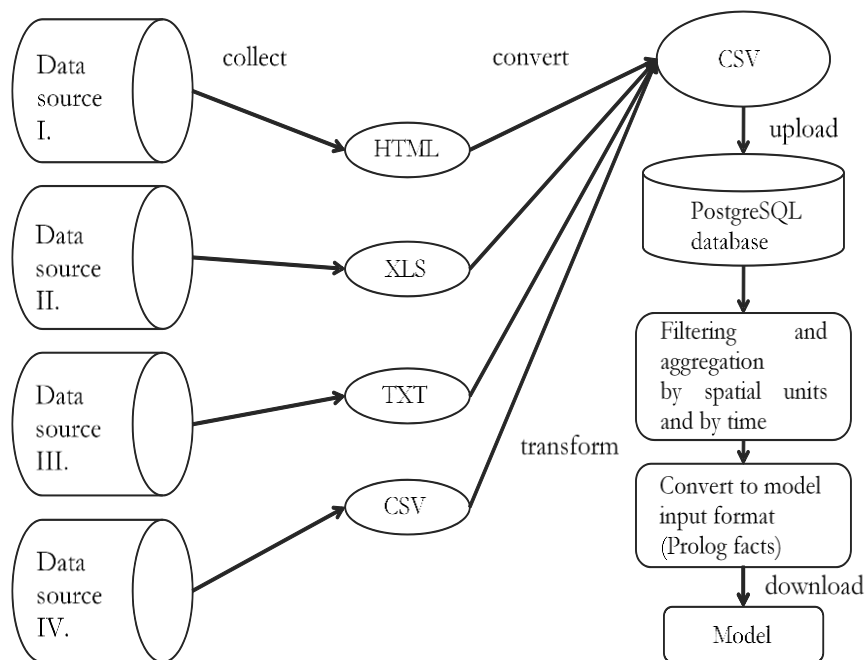 Data
source
I.
collect
HTML
convert
CSV
upload
PostgreSQL
database
Data
source
II.
XLS
Filtering and
aggregation
by spatial units
and by time
Data
source
III.
TXT
transform
Convert to model
input format
(Prolog facts)
Data
source
IV.
CSV
download
Model